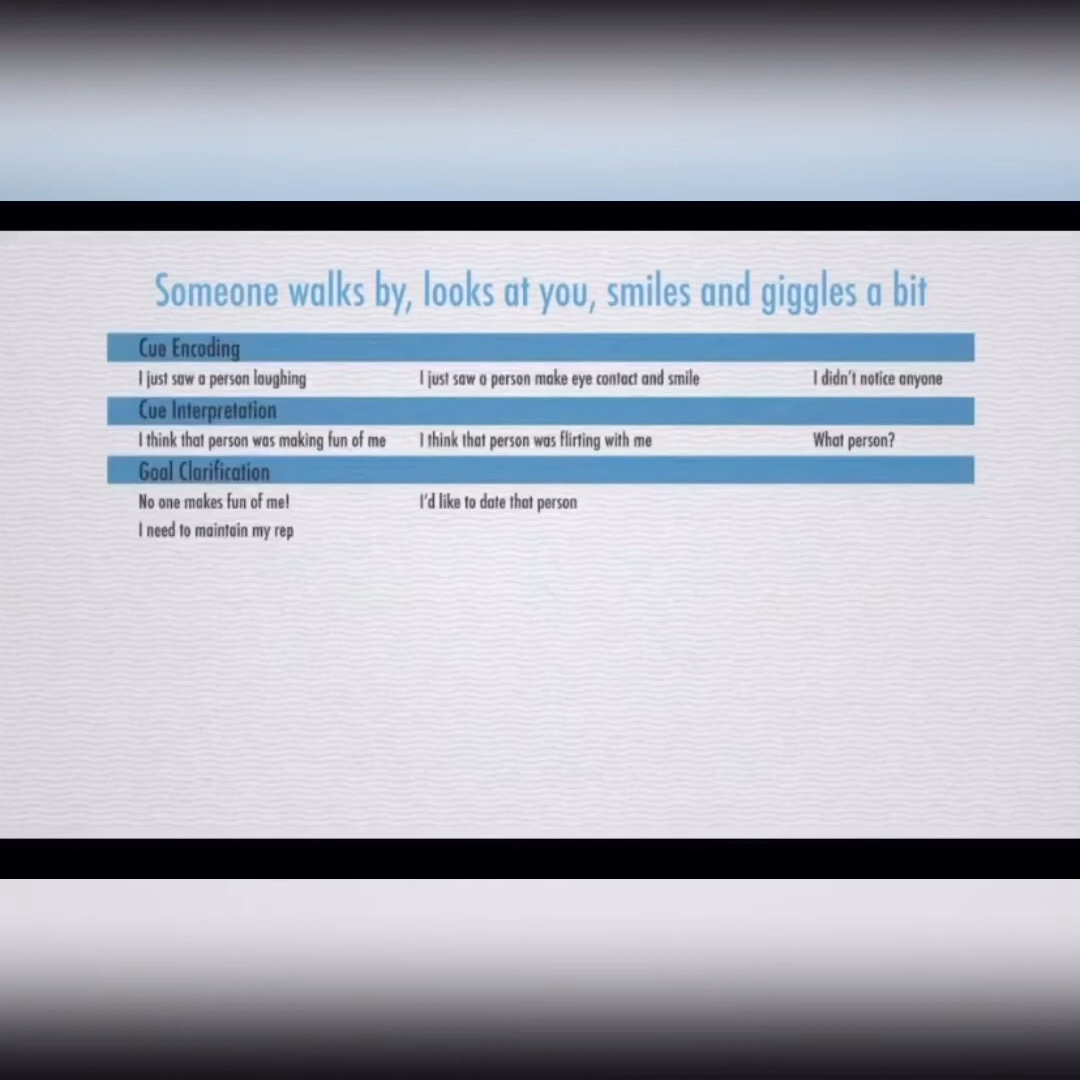 Someone walks by, looks at you, smiles and giggles a bit
Cue Encoding
I just saw a person laughing I just saw a person make eye contact and smile I didn't notice anyone
Cue Interpretation
I think that person was making fun of me I think that person was flirting with me What person?
Goal Clarification
No one makes fun of me! I'd like to date that person
I need to maintain my rep